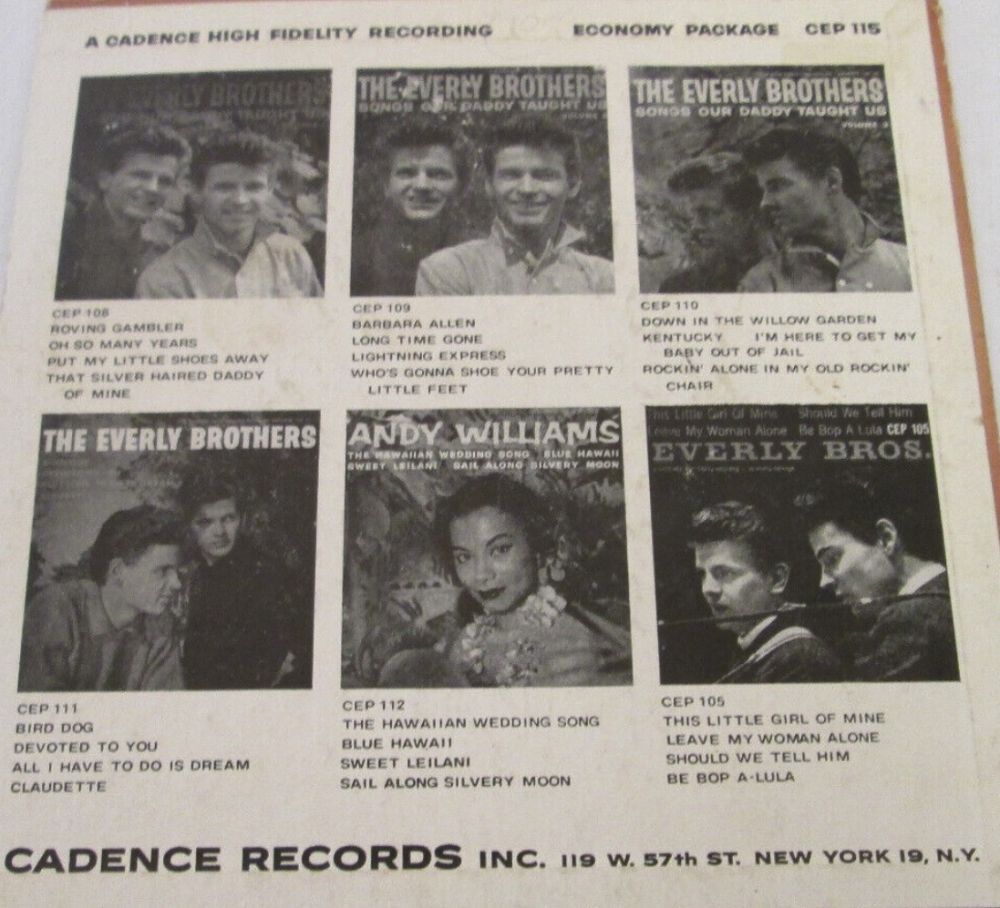 A CADENCE HIGH FIDELITY RECORDING ECONOMY PACKAGE CEP 115
THE EVERLY BROTHERS
SONGS OUR DADDY TAUGHT US
THE EVERLY BROTHERS
SONGS OUR DADDY TAUGHT US
VOLUME 3
EVERLY BROTHERS
CEP 108
ROVING GAMBLER
OH SO MANY YEARS
PUT MY LITTLE SHOES AWAY
THAT SILVER HAIRED DADDY
OF MINE
CEP 109
BARBARA ALLEN
LONG TIME GONE
LIGHTNING EXPRESS
WHO'S GONNA SHOE YOUR PRETTY
LITTLE FEET
CEP 110
DOWN IN THE WILLOW GARDEN
KENTUCKY I'M HERE TO GET MY
BABY OUT OF JAIL
ROCKIN' ALONE IN MY OLD ROCKIN'
CHAIR
THE EVERLY BROTHERS
ANDY WILLIAMS
THE HAWAIIAN WEDDING SONG BLUE HAWAII
SWEET LEILANI SAIL ALONG SILVERY MOON
This Little Girl Of Mine Should We Tell Him
Leave My Woman Alone Be Bop A Lula CEP 105
EVERLY BROS.
CEP 111
BIRD DOG
DEVOTED TO YOU
ALL I HAVE TO DO IS DREAM
CLAUDETTE
CEP 112
THE HAWAIIAN WEDDING SONG
BLUE HAWAII
SWEET LEILANI
SAIL ALONG SILVERY MOON
CEP 105
THIS LITTLE GIRL OF MINE
LEAVE MY WOMAN ALONE
SHOULD WE TELL HIM
BE BOP A-LULA
CADENCE RECORDS INC. 119 W. 57th ST. NEW YORK 19, N.Y.